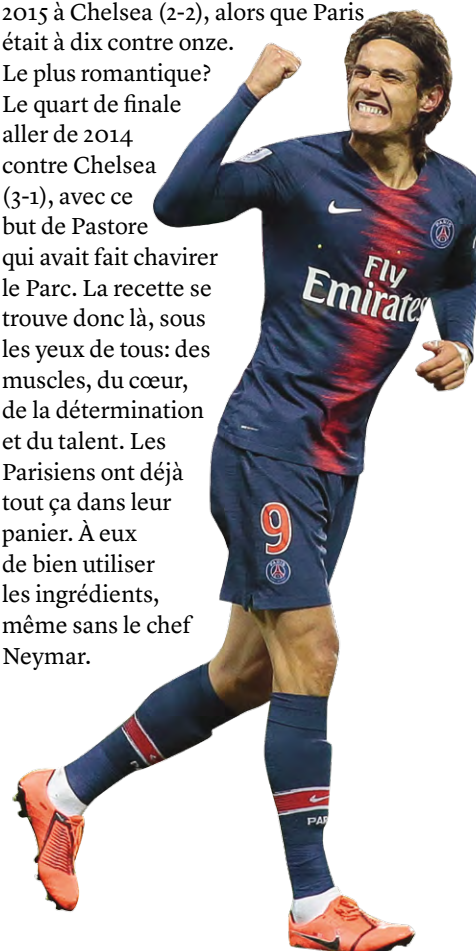 2015 à Chelsea (2-2), alors que Paris
était à dix contre onze.
Le plus romantique?
Le quart de finale
aller de 2014
contre Chelsea
(3-1), avec ce
but de Pastore
qui avait fait chavirer
le Parc. La recette se
trouve donc là, sous
les yeux de tous: des
muscles, du cœur,
de la détermination
et du talent. Les
Parisiens ont déjà
tout ça dans leur
panier. À eux
de bien utiliser
les ingrédients,
même sans le chef
Neymar.
PARIS
Fly
Emirates
9
PARIS
PAR